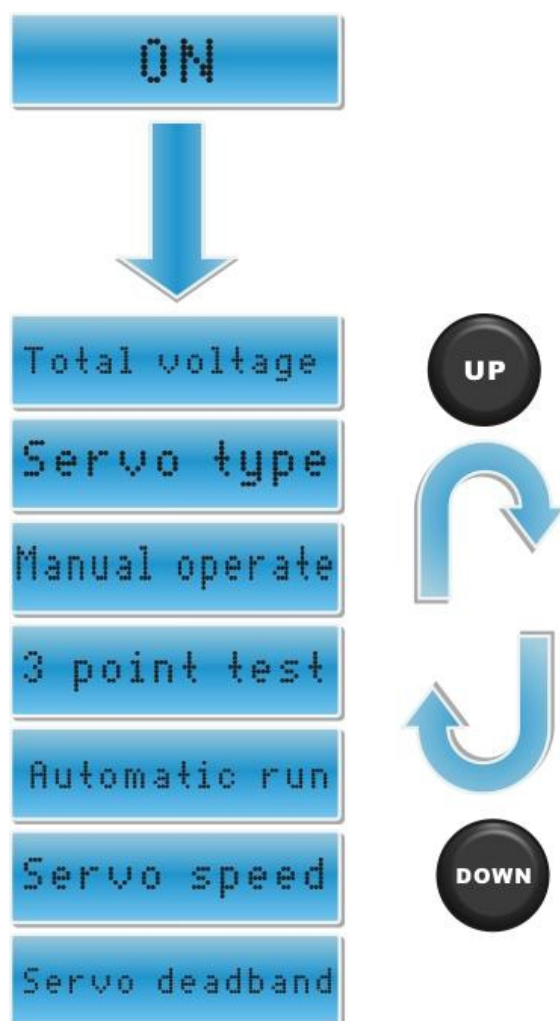 ON
Total voltage
UP
Servo type
Manual operate
3 point test
Automatic run
Servo speed
DOWN
Servo deadband